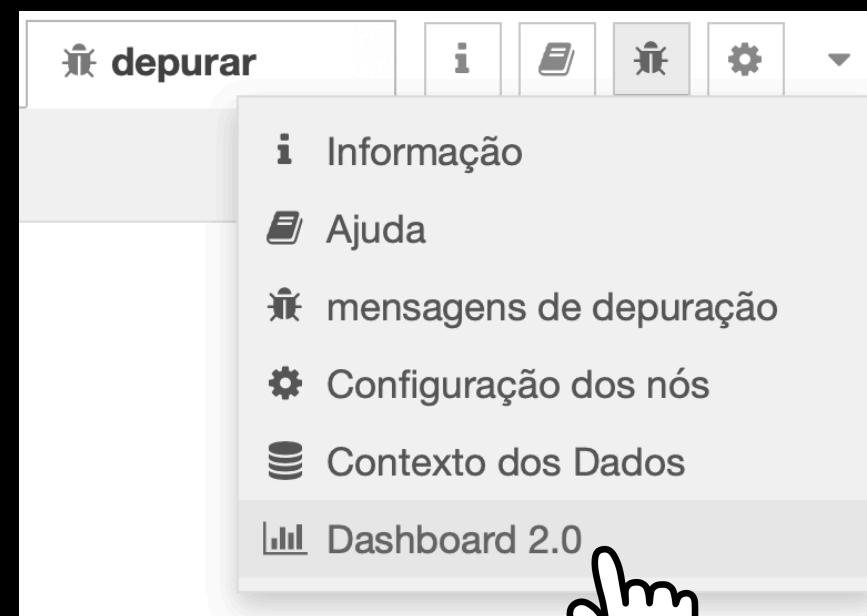 depurar
Informação
Ajuda
mensagens de depuração
Configuração dos nós
Contexto dos Dados
Dashboard 2.0